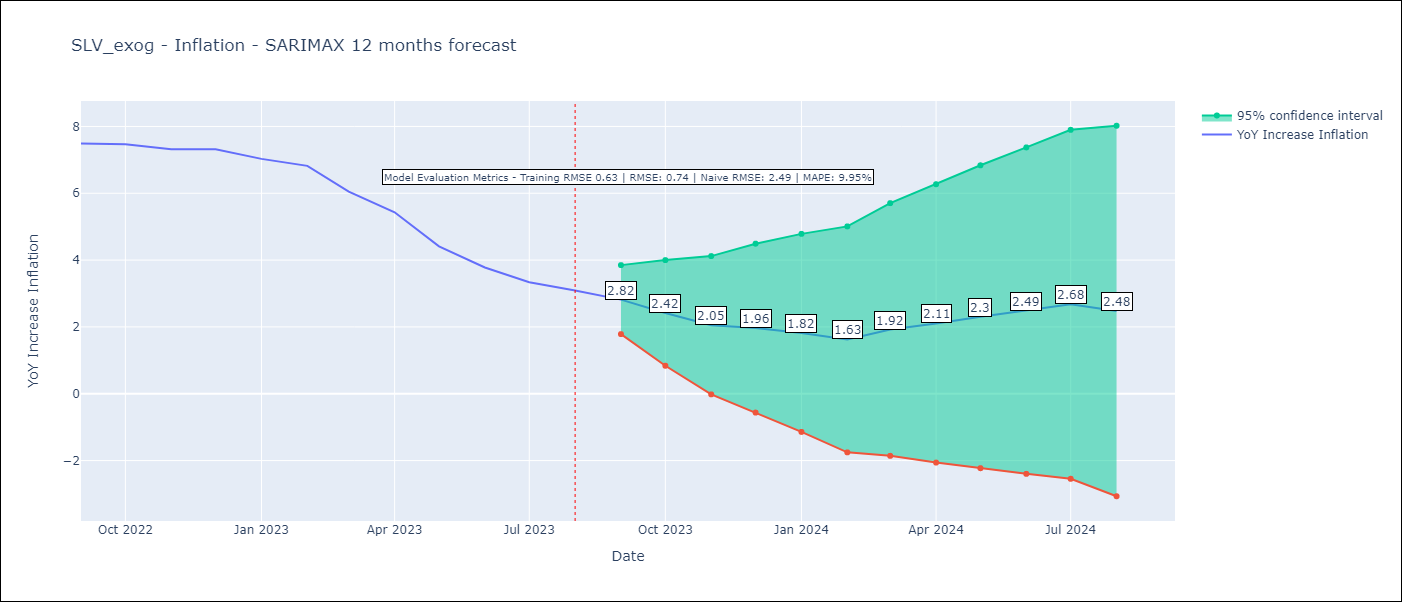 SLV_exog - Inflation - SARIMAX 12 months forecast
95% confidence interval
YoY Increase Inflation
Model Evaluation Metrics - Training RMSE 0.63 | RMSE: 0.74 | Naive RMSE: 2.49 | MAPE: 9.95%
YoY Increase Inflation
8
6
4
2
0
−2
2.82
2.42
2.05
1.96
1.82
1.63
1.92
2.11
2.3
2.49
2.68
2.48
Oct 2022
Jan 2023
Apr 2023
Jul 2023
Oct 2023
Jan 2024
Apr 2024
Jul 2024
Date